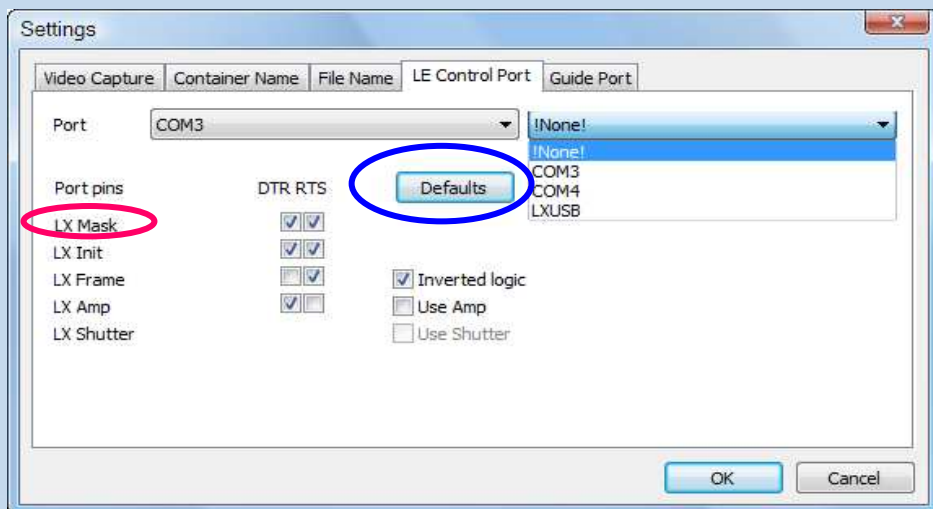 Settings
Video Capture Container Name File Name LE Control Port Guide Port
Port COM3 !None!
!None!
COM3
Port pins DTR RTS Defaults COM4
LXUSB
LX Mask
LX Init
LX Frame Inverted logic
LX Amp Use Amp
LX Shutter Use Shutter
OK Cancel